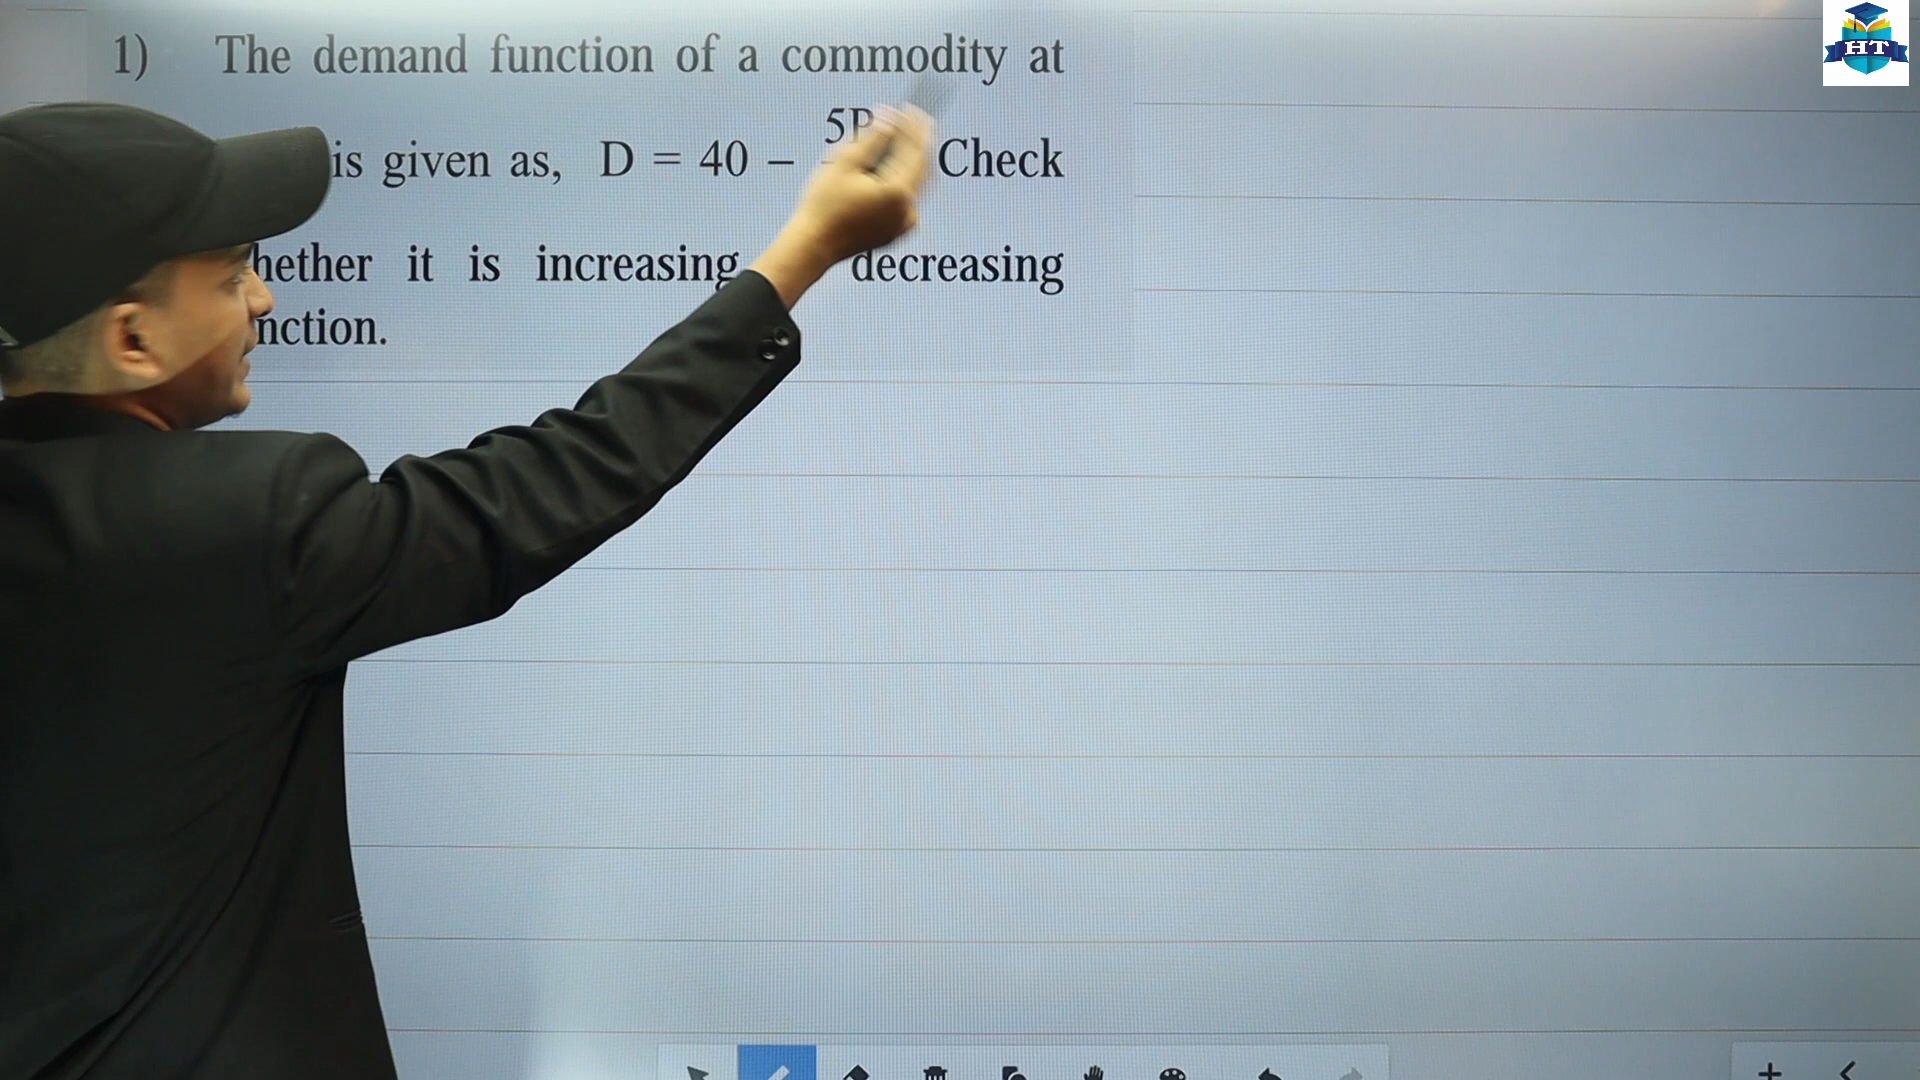 1) The demand function of a commodity at
is given as, D = 40 – 5P Check
hether it is increasing decreasing
nction.
HT